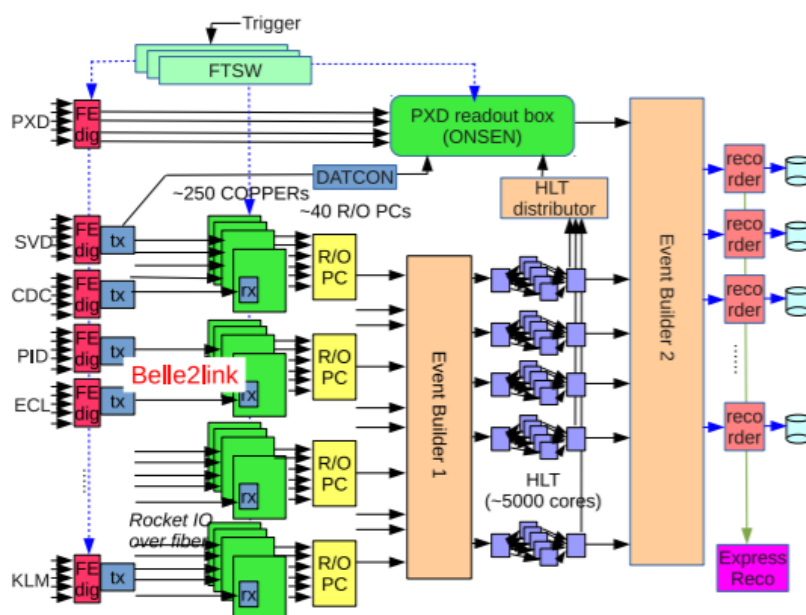 Trigger
FTSW
PXD
FE
dig
PXD readout box
(ONSEN)
DATCON
~250 COPPERs
~40 R/O PCs
HLT
distributor
SVD
FE
dig
tx
rx
R/O
PC
CDC
FE
dig
tx
PID
FE
dig
tx
Belle2link
rx
R/O
PC
ECL
FE
dig
tx
rx
R/O
PC
Rocket IO
over fiber
KLM
FE
dig
tx
rx
R/O
PC
Event Builder 1
HLT
(~5000 cores)
Event Builder 2
reco
rder
reco
rder
reco
rder
reco
rder
Express
Reco